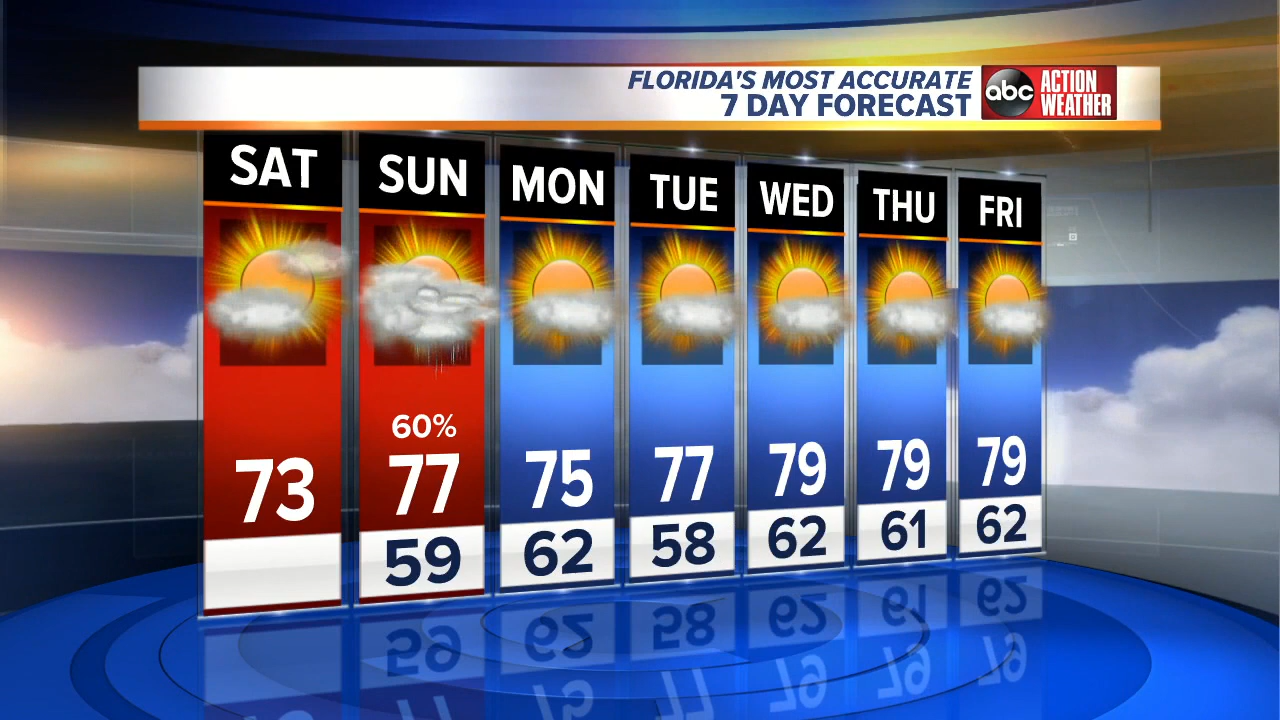 FLORIDA'S MOST ACCURATE
7 DAY FORECAST
abc
ACTION
WEATHER
SAT
SUN
MON
TUE
WED
THU
FRI
60%
73
77
75
77
79
79
79
59
62
58
62
61
62